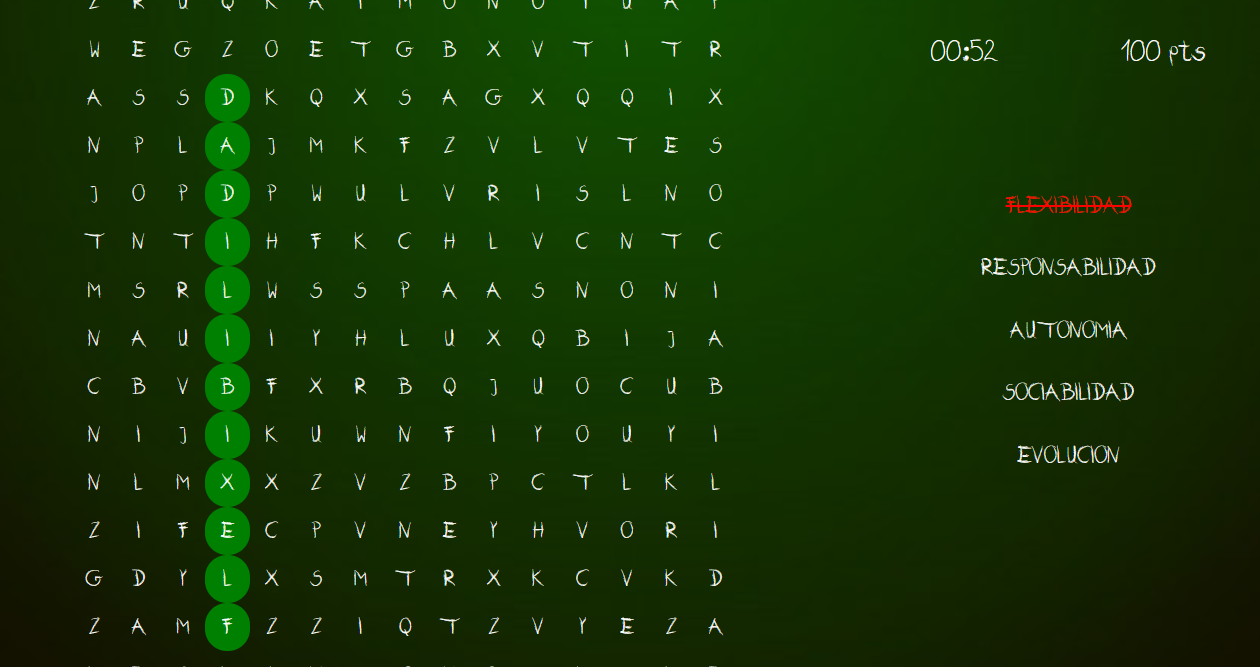 W E G Z O E T G B X V T I T R
A S S D K Q X S A G X Q Q I X
N P L A J M K F Z V L V T E S
J O P D P W U L V R I S L N O
T N T I H F K C H L V C N T C
M S R L W S S P A A S N O N I
N A U I I Y H L U X Q B I J A
C B V B F X R B Q J U O C U B
N I J I K U W N F I Y O U Y I
N L M X X Z V Z B P C T L K L
Z I F E C P V N E Y H V O R I
G D Y L X S M T R X K C V K D
Z A M F Z Z I Q T Z V Y E Z A
00:52
100 pts
FLEXIBILIDAD
RESPONSABILIDAD
AUTONOMIA
SOCIABILIDAD
EVOLUCION